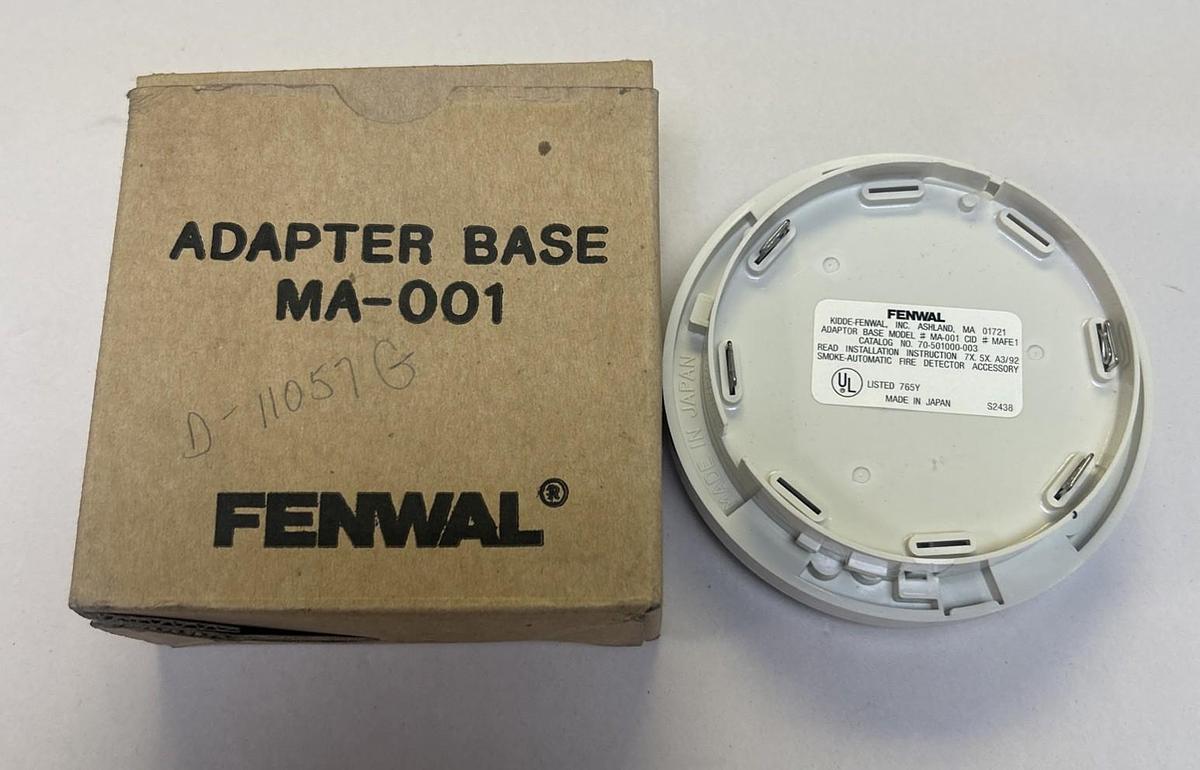 ADAPTER BASE
MA-001
D-11057G
FENWAL®
FENWAL
KIDDE-FENWAL, INC. ASHLAND, MA 01721
ADAPTOR BASE MODEL # MA-001 CID # MAFE1
CATALOG NO. 70-501000-003
READ INSTALLATION INSTRUCTION 7X. 5X. A3/92
SMOKE-AUTOMATIC FIRE DETECTOR ACCESSORY
UL LISTED 765Y
MADE IN JAPAN S2438
MADE IN JAPAN